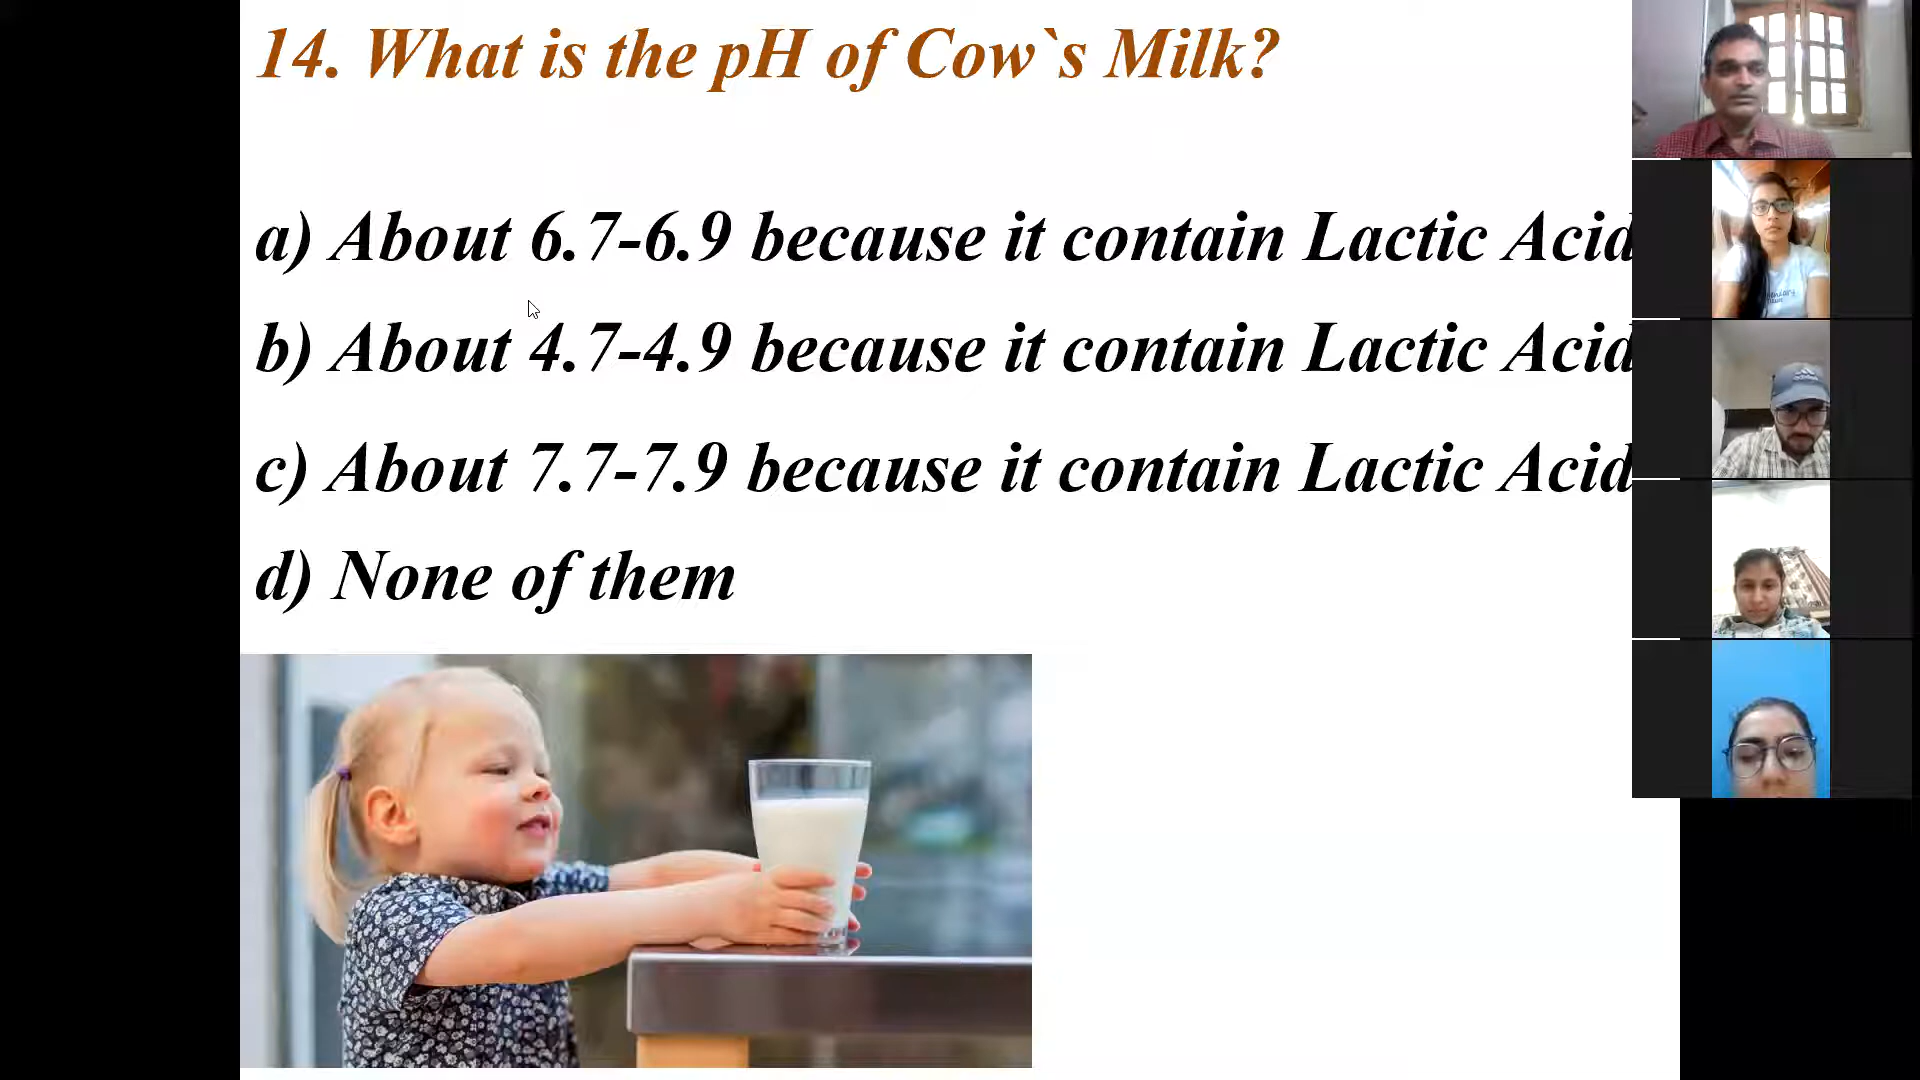 14. What is the pH of Cow`s Milk?
a) About 6.7-6.9 because it contain Lactic Acid
b) About 4.7-4.9 because it contain Lactic Acid
c) About 7.7-7.9 because it contain Lactic Acid
d) None of them